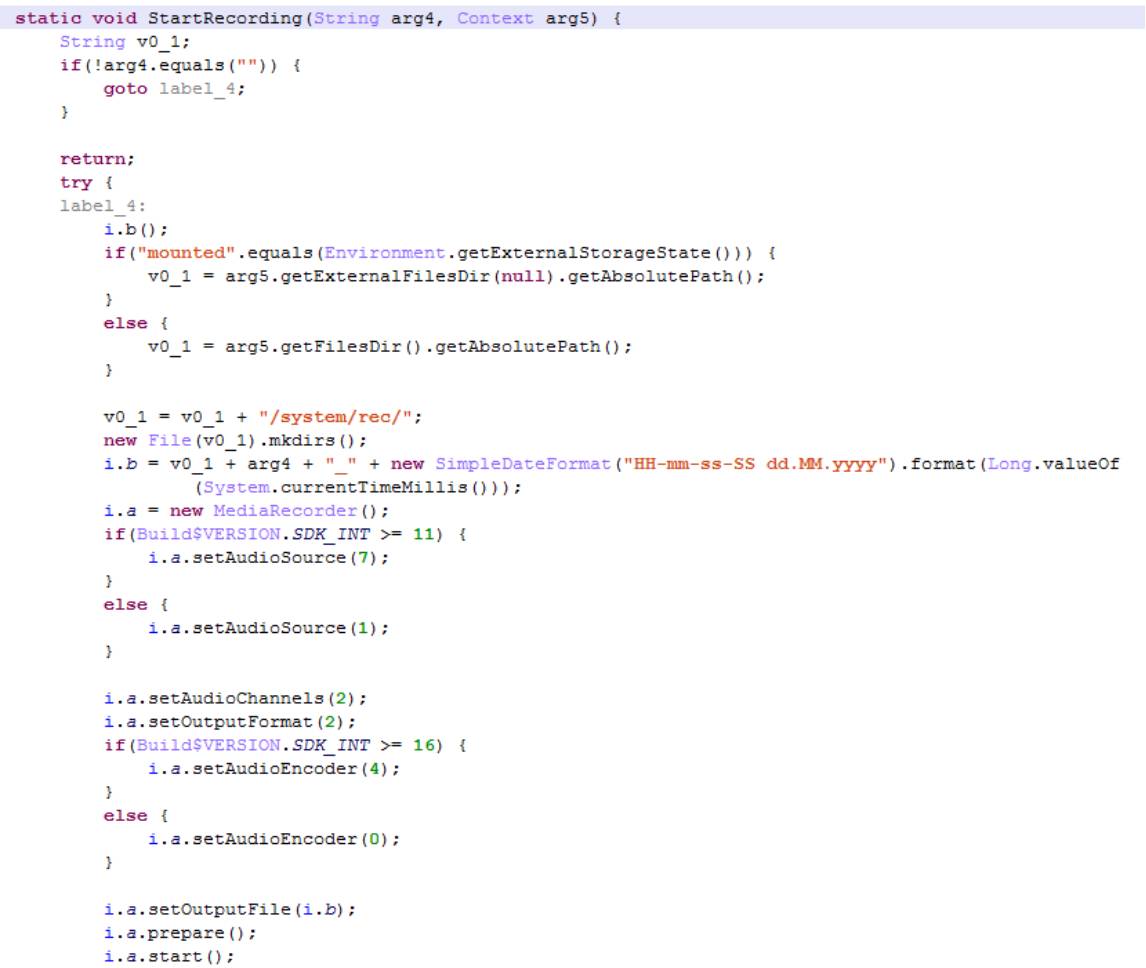 static void StartRecording(String arg4, Context arg5) {
    String v0_1;
    if(!arg4.equals("")) {
        goto label_4;
    }

    return;
    try {
    label_4:
        i.b();
        if("mounted".equals(Environment.getExternalStorageState())) {
            v0_1 = arg5.getExternalFilesDir(null).getAbsolutePath();
        }
        else {
            v0_1 = arg5.getFilesDir().getAbsolutePath();
        }

        v0_1 = v0_1 + "/system/rec/";
        new File(v0_1).mkdirs();
        i.b = v0_1 + arg4 + "_" + new SimpleDateFormat("HH-mm-ss-SS dd.MM.yyyy").format(Long.valueOf
                (System.currentTimeMillis()));
        i.a = new MediaRecorder();
        if(Build$VERSION.SDK_INT >= 11) {
            i.a.setAudioSource(7);
        }
        else {
            i.a.setAudioSource(1);
        }

        i.a.setAudioChannels(2);
        i.a.setOutputFormat(2);
        if(Build$VERSION.SDK_INT >= 16) {
            i.a.setAudioEncoder(4);
        }
        else {
            i.a.setAudioEncoder(0);
        }

        i.a.setOutputFile(i.b);
        i.a.prepare();
        i.a.start();